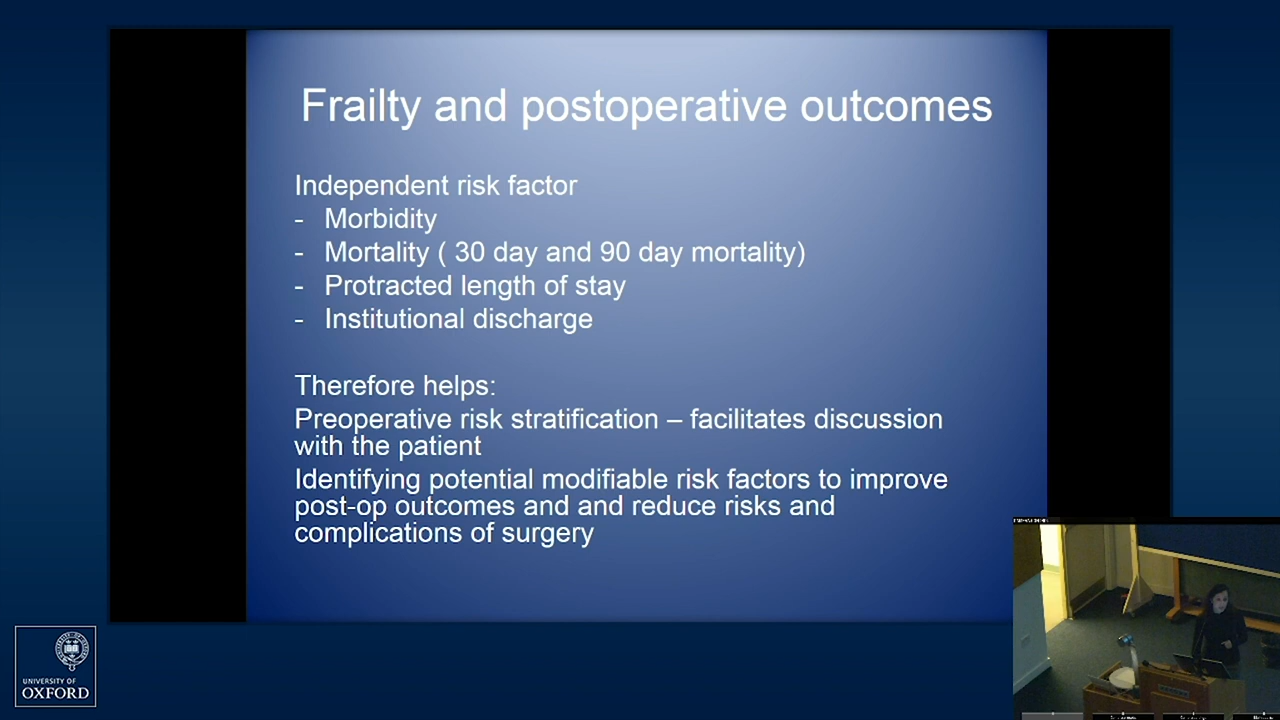 Frailty and postoperative outcomes
Independent risk factor
- Morbidity
- Mortality ( 30 day and 90 day mortality)
- Protracted length of stay
- Institutional discharge
Therefore helps:
Preoperative risk stratification – facilitates discussion
with the patient
Identifying potential modifiable risk factors to improve
post-op outcomes and and reduce risks and
complications of surgery
UNIVERSITY OF
OXFORD